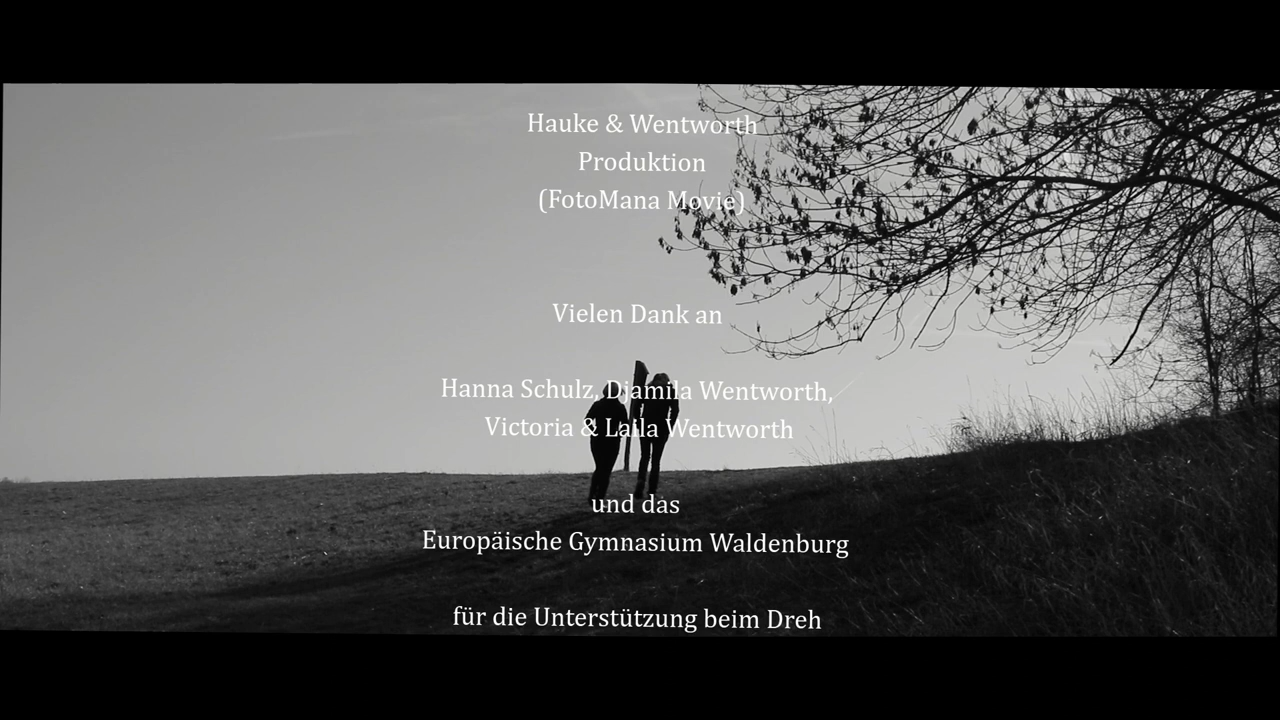 Hauke & Wentworth
Produktion
(FotoMana Movie)
Vielen Dank an
Hanna Schulz, Djamila Wentworth,
Victoria & Laila Wentworth
und das
Europäische Gymnasium Waldenburg
für die Unterstützung beim Dreh